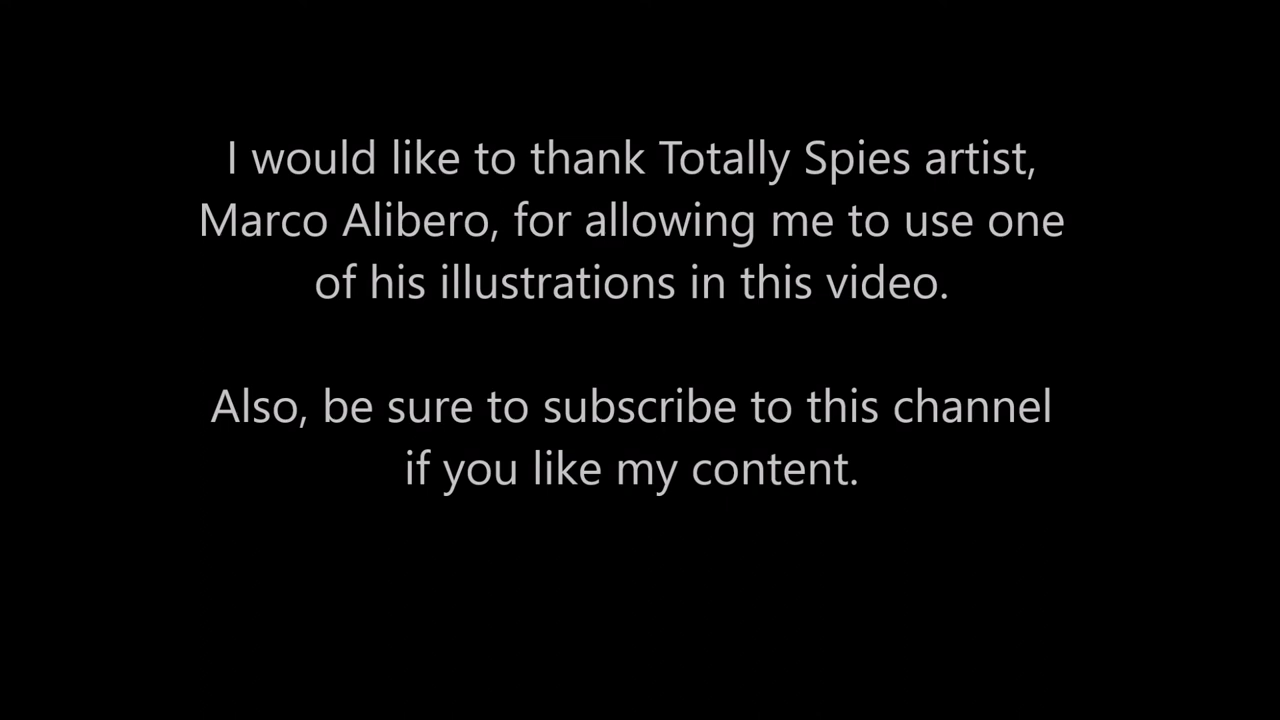 I would like to thank Totally Spies artist,
Marco Alibero, for allowing me to use one
of his illustrations in this video.
Also, be sure to subscribe to this channel
if you like my content.